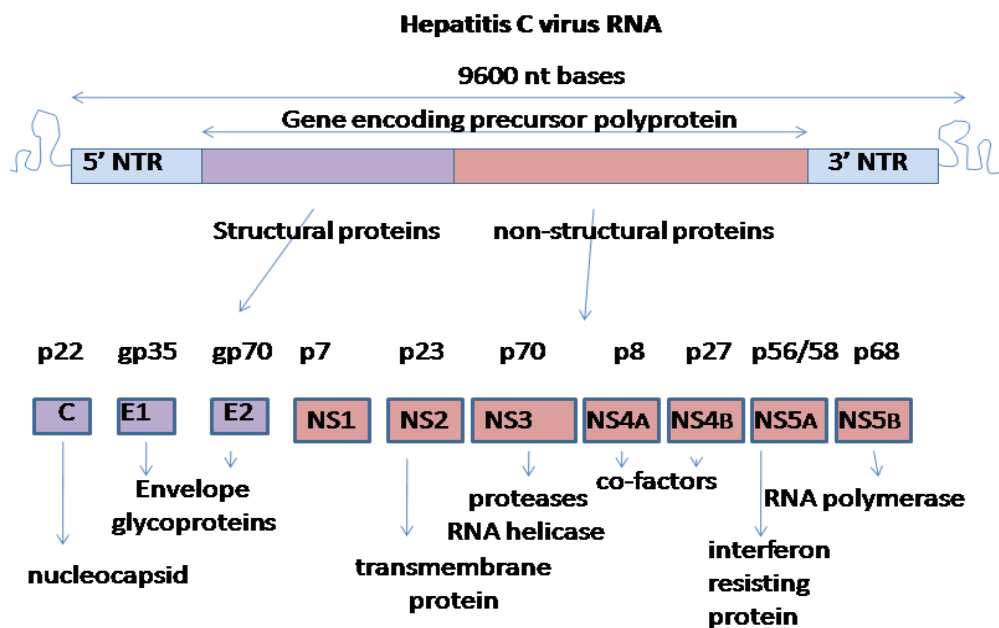 Hepatitis C virus RNA
9600 nt bases
Gene encoding precursor polyprotein
5’ NTR
3’ NTR
Structural proteins
non-structural proteins
p22 gp35 gp70 p7 p23 p70 p8 p27 p56/58 p68
C E1 E2 NS1 NS2 NS3 NS4A NS4B NS5A NS5B
Envelope
glycoproteins
nucleocapsid
transmembrane
protein
proteases
RNA helicase
co-factors
interferon
resisting
protein
RNA polymerase